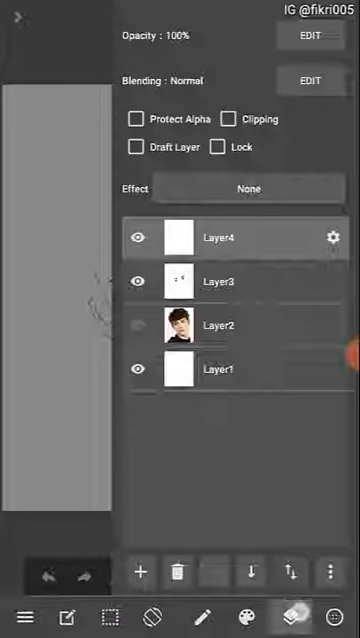 IG @fikri005
Opacity : 100%
EDIT
Blending : Normal
EDIT
Protect Alpha
Clipping
Draft Layer
Lock
Effect
None
Layer4
Layer3
Layer2
Layer1